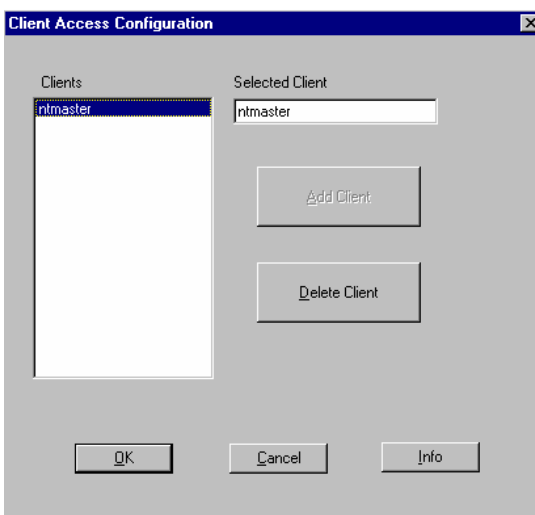 Client Access Configuration
Clients
Selected Client
ntmaster
ntmaster
Add Client
Delete Client
OK
Cancel
Info